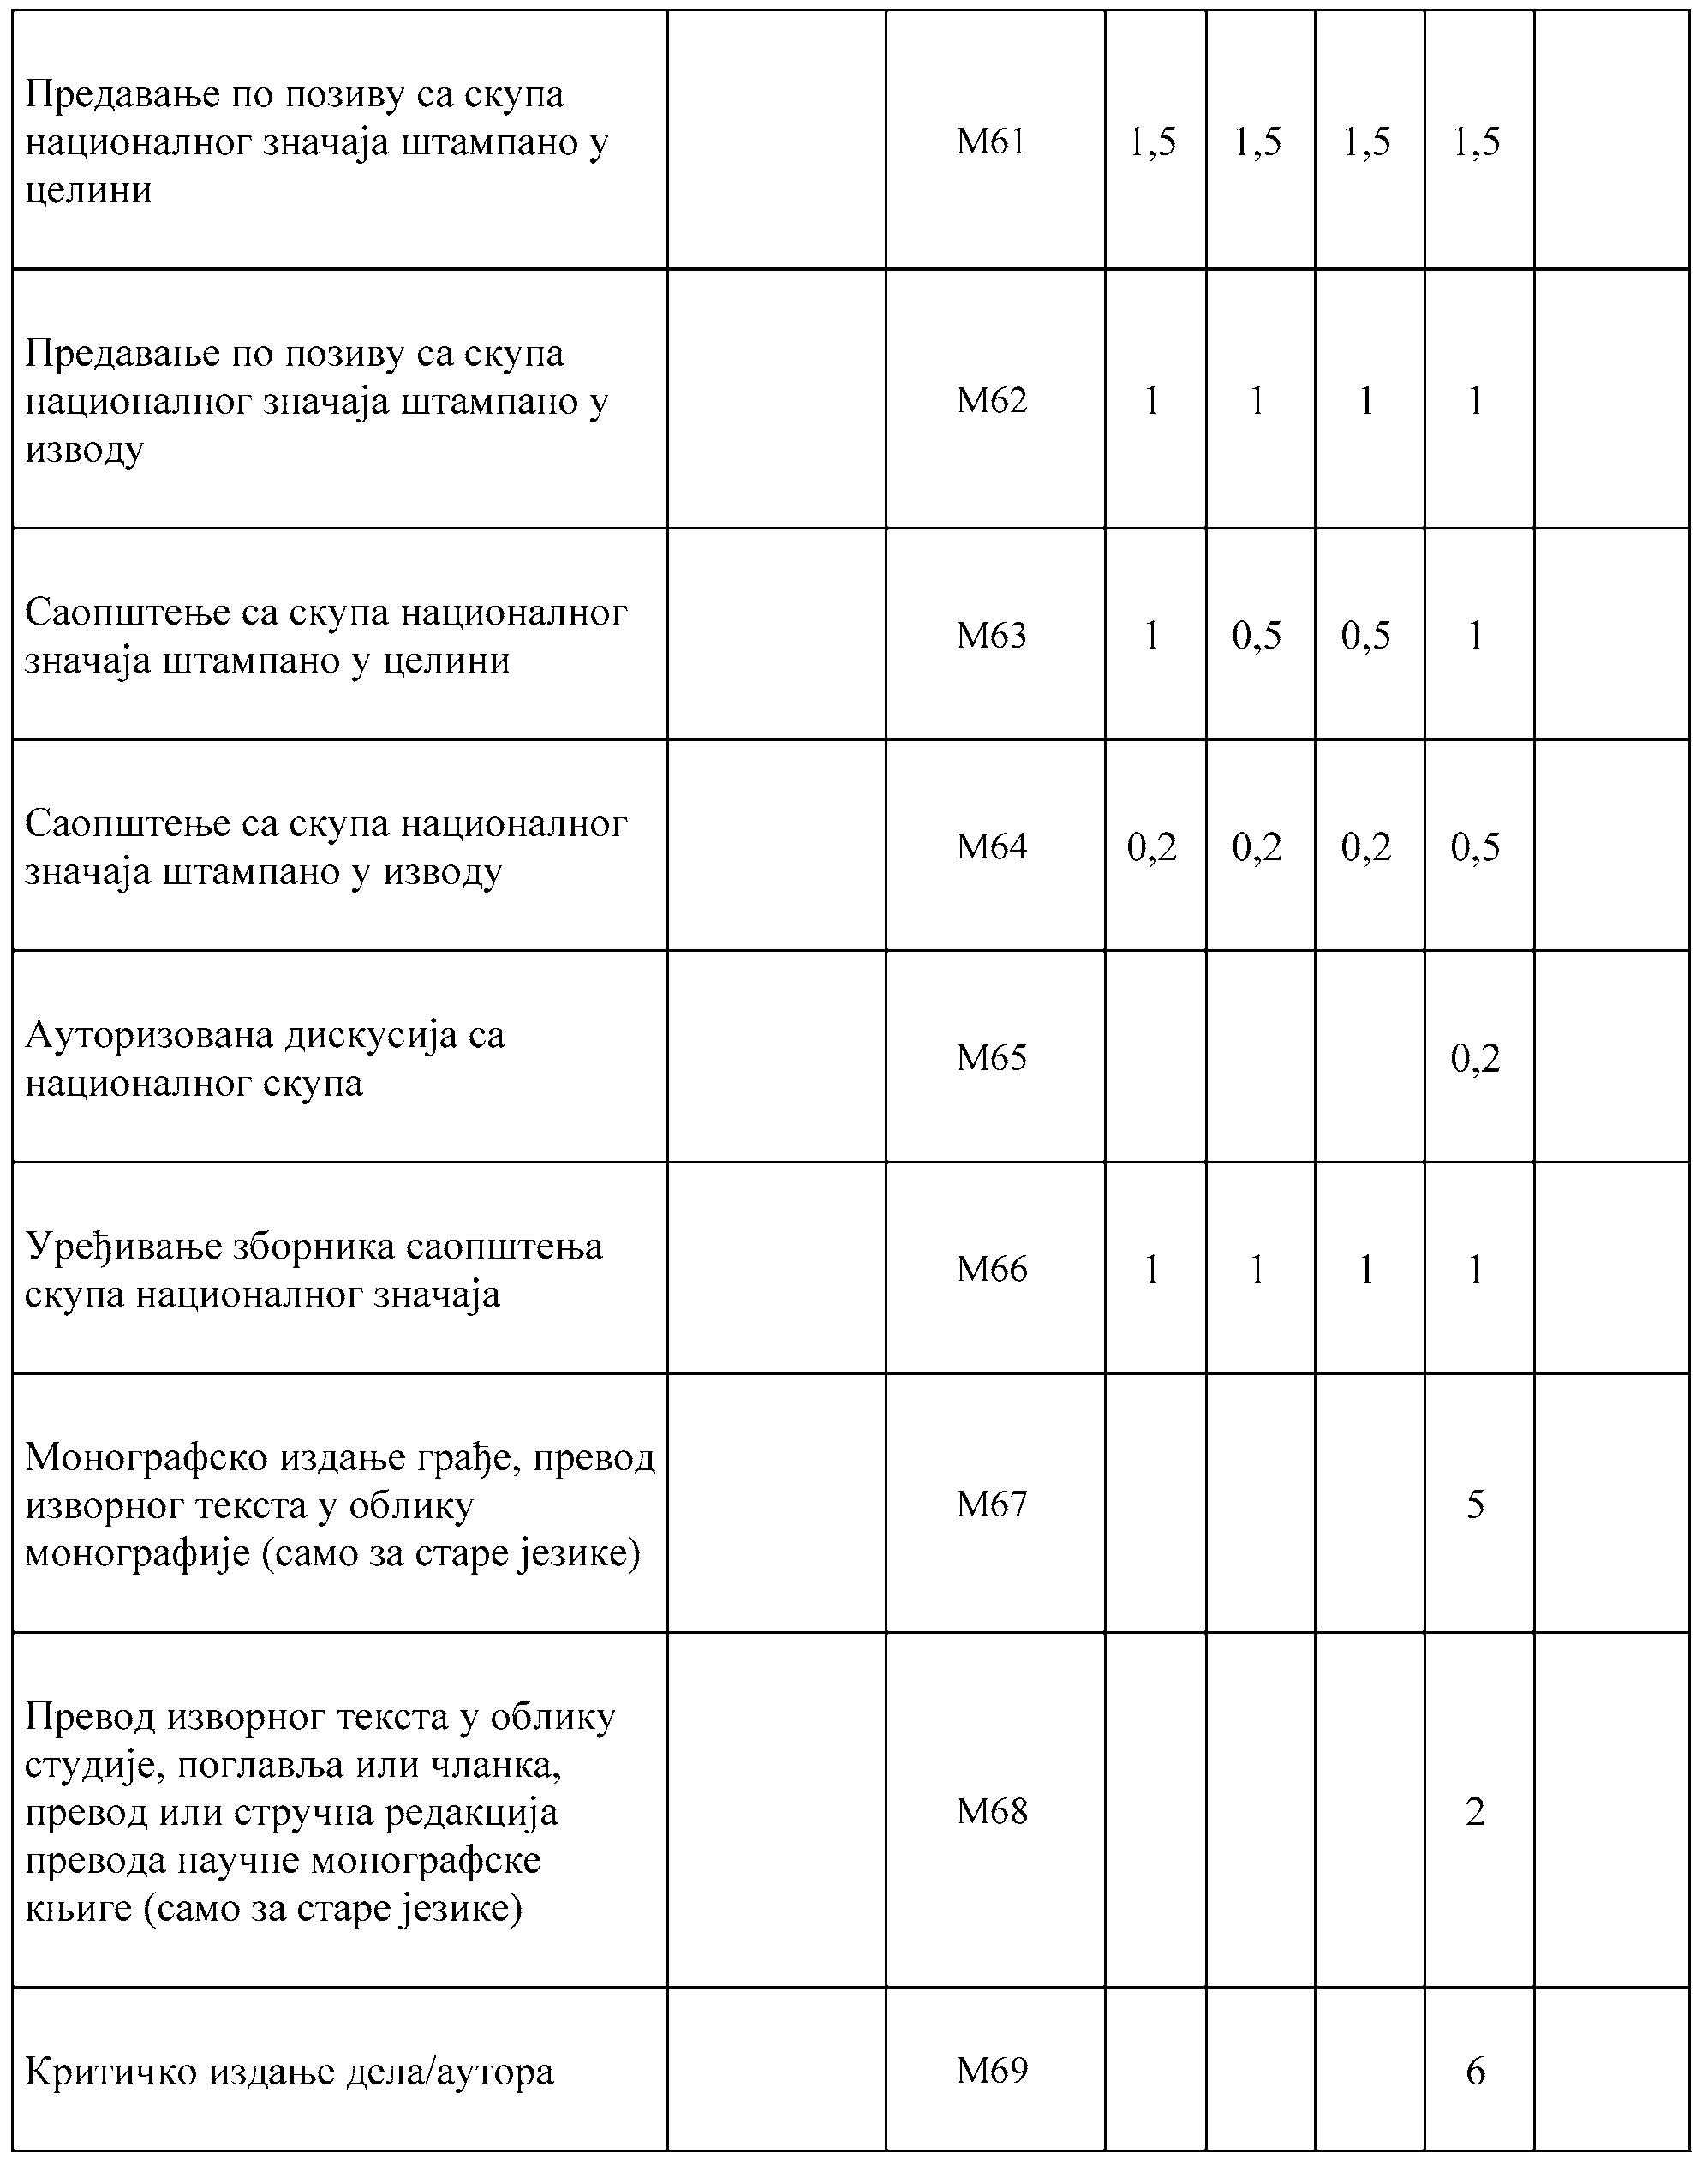 Предавање по позиву са скупа
националног значаја штампано у
целини
М61 1,5 1,5 1,5 1,5
Предавање по позиву са скупа
националног значаја штампано у
изводу
М62 1 1 1 1
Саопштење са скупа националног
значаја штампано у целини
М63 1 0,5 0,5 1
Саопштење са скупа националног
значаја штампано у изводу
М64 0,2 0,2 0,2 0,5
Ауторизована дискусија са
националног скупа
М65 0,2
Уређивање зборника саопштења
скупа националног значаја
М66 1 1 1 1
Монографско издање грађе, превод
изворног текста у облику
монографије (само за старе језике)
М67 5
Превод изворног текста у облику
студије, поглавља или чланка,
превод или стручна редакција
превода научне монографске
књиге (само за старе језике)
М68 2
Критичко издање дела/аутора
М69 6